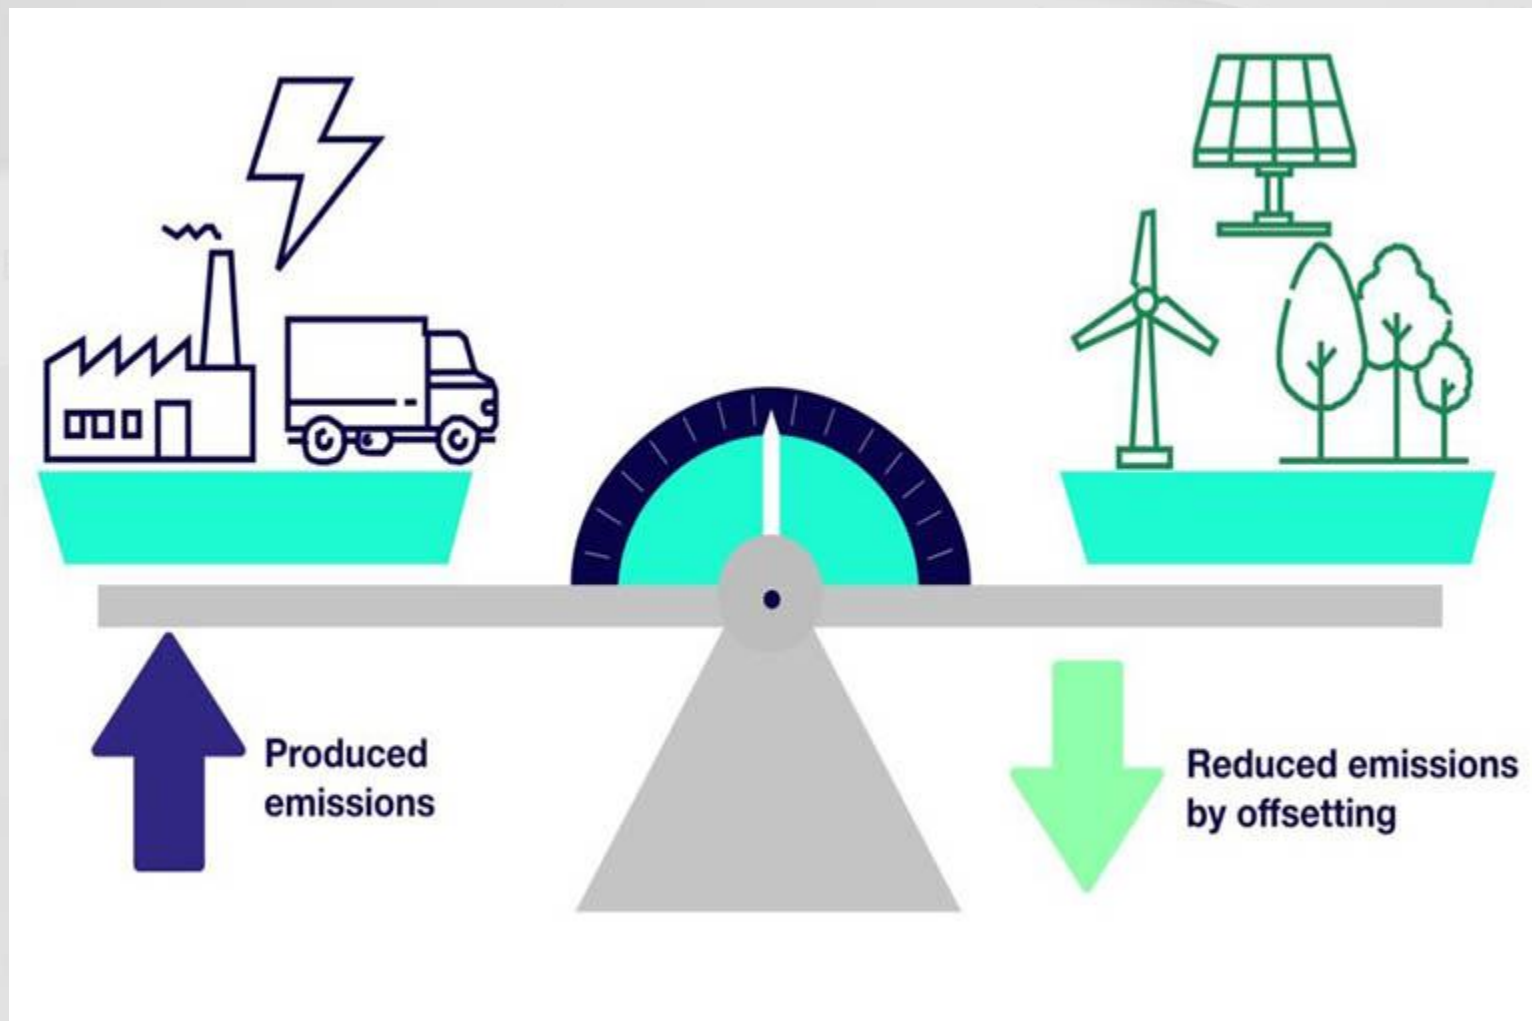 Produced
emissions
Reduced emissions
by offsetting